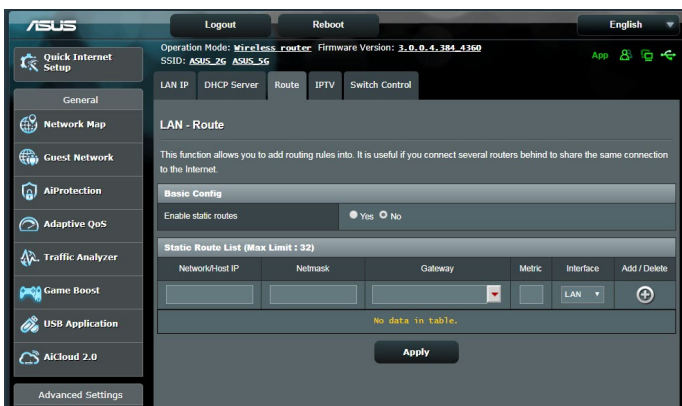 ASUS
Logout
Reboot
English
Quick Internet
Setup
General
Network Map
Guest Network
AiProtection
Adaptive QoS
Traffic Analyzer
Game Boost
USB Application
AiCloud 2.0
Advanced Settings
Operation Mode: Wireless router Firmware Version: 3.0.0.4.384_4360
SSID: ASUS_2G ASUS_5G
App
LAN IP DHCP Server Route IPTV Switch Control
LAN - Route
This function allows you to add routing rules into. It is useful if you connect several routers behind to share the same connection
to the Internet.
Basic Config
Enable static routes Yes No
Static Route List (Max Limit : 32)
Network/Host IP Netmask Gateway Metric Interface Add / Delete
LAN
No data in table.
Apply